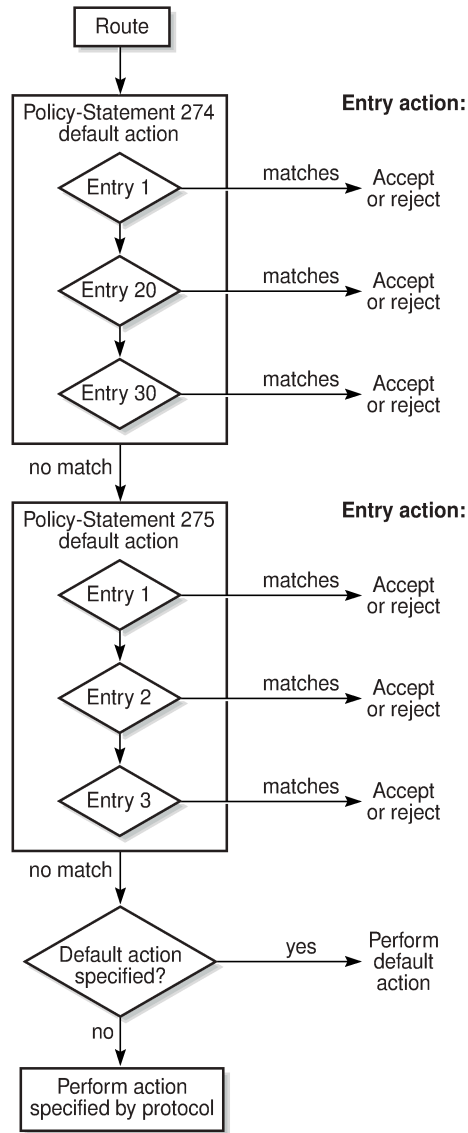 Route
Policy-Statement 274
default action
Entry action:
Entry 1
matches
Accept
or reject
Entry 20
matches
Accept
or reject
Entry 30
matches
Accept
or reject
no match
Policy-Statement 275
default action
Entry action:
Entry 1
matches
Accept
or reject
Entry 2
matches
Accept
or reject
Entry 3
matches
Accept
or reject
no match
Default action
specified?
yes
Perform
default
action
no
Perform action
specified by protocol